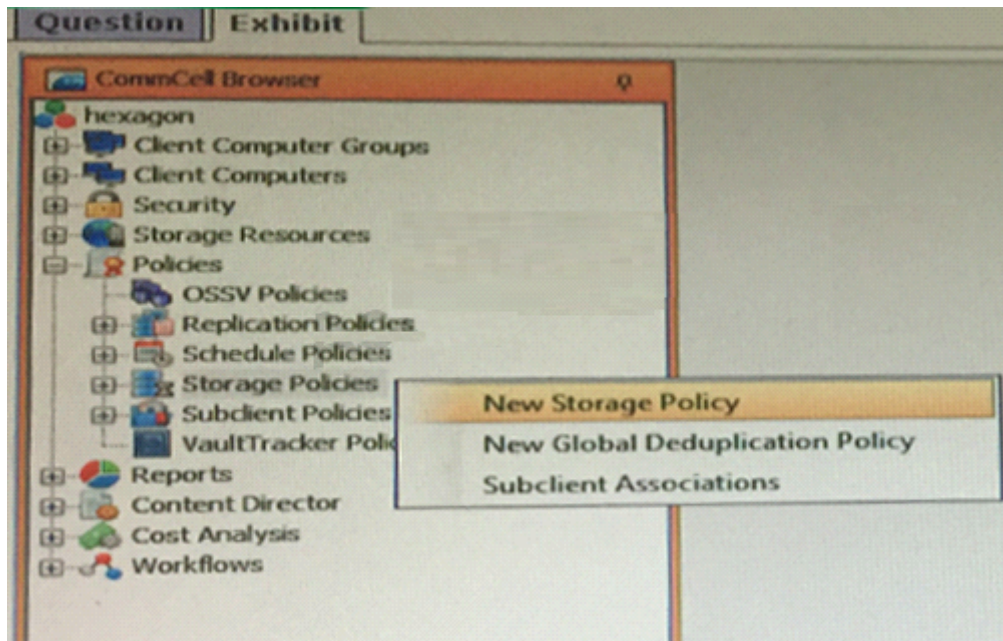 Question Exhibit
CommCell Browser
hexagon
Client Computer Groups
Client Computers
Security
Storage Resources
Policies
OSSV Policies
Replication Policies
Schedule Policies
Storage Policies
New Storage Policy
Subclient Policies
New Global Deduplication Policy
VaultTracker Polic
Subclient Associations
Reports
Content Director
Cost Analysis
Workflows